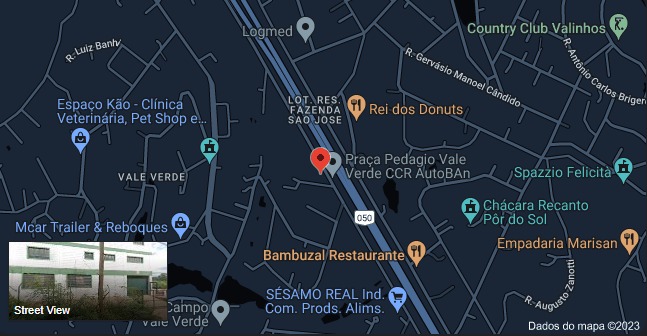 Logmed
Country Club Valinhos
R. Luiz Banh
R. Gervásio Manoel Cândido
R. Antônio Carlos Brigen
LOT. RES.
FAZENDA
SAO JOSE
Rei dos Donuts
Espaço Kão - Clínica
Veterinária, Pet Shop e...
Praça Pedagio Vale
Verde CCR AutoBAn
VALE VERDE
Spazzio Felicità
Chácara Recanto
Pôr do Sol
050
Mcar Trailer & Reboques
Empadaria Marisan
Bambuzal Restaurante
R. Augusto Zanotti
SÉSAMO REAL Ind.
Com. Prods. Alims.
Campo
Vale Verde
Street View
Dados do mapa ©2023